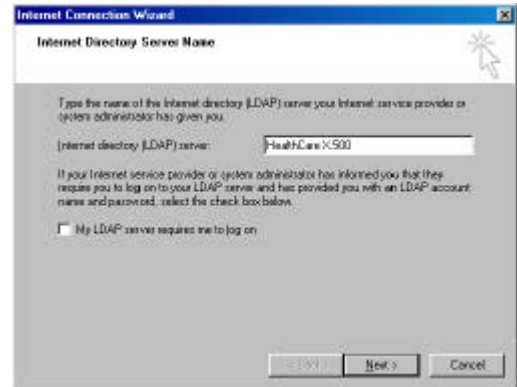 Internet Connection Wizard
Internet Directory Server Name
Type the name of the Internet directory (LDAP) server your Internet service provider or
system administrator has given you.
Internet directory (LDAP) server:
HealthCare X.500
If your Internet service provider or system administrator has informed you that they
require you to log on to your LDAP server and has provided you with an LDAP account
name and password, select the check box below.
My LDAP server requires me to log on
< Back
Next >
Cancel